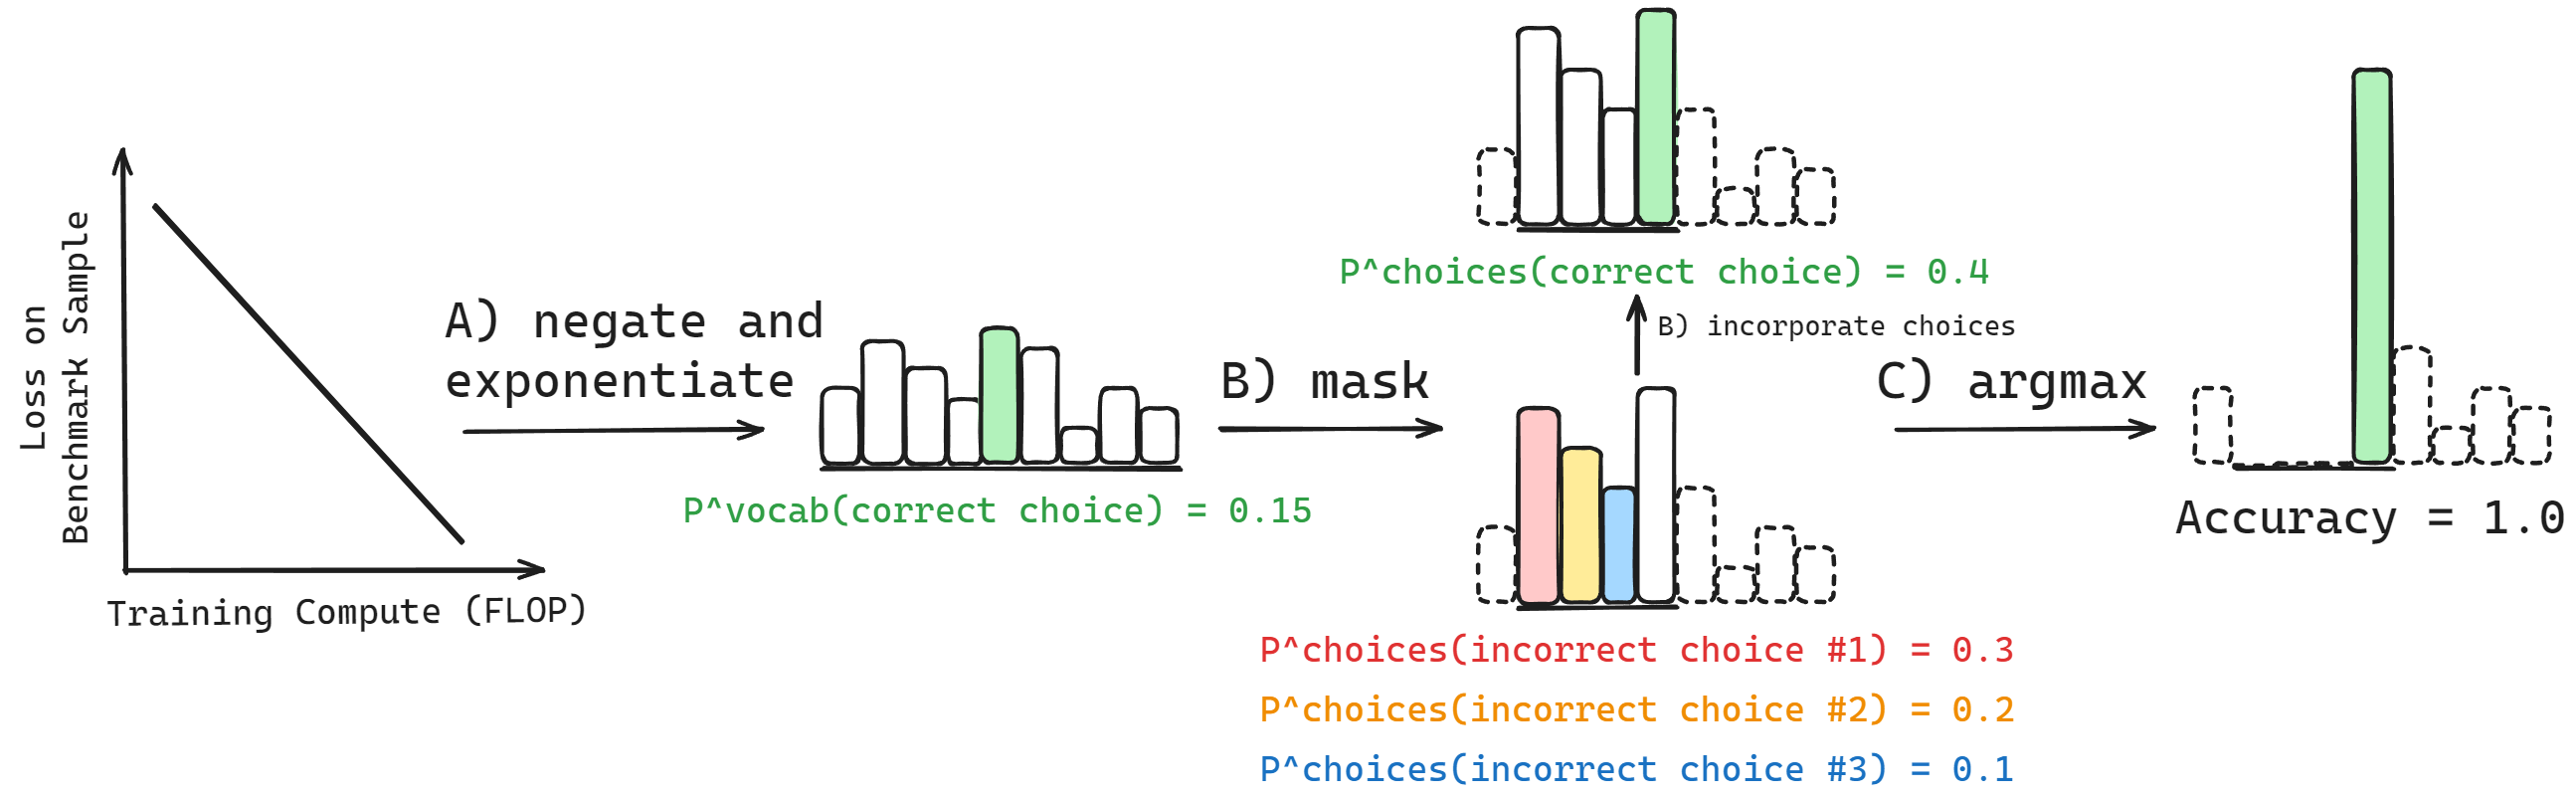 Loss on
Benchmark Sample
Training Compute (FLOP)
A) negate and
exponentiate
P^vocab(correct choice) = 0.15
B) mask
P^choices(correct choice) = 0.4
B) incorporate choices
P^choices(incorrect choice #1) = 0.3
P^choices(incorrect choice #2) = 0.2
P^choices(incorrect choice #3) = 0.1
C) argmax
Accuracy = 1.0